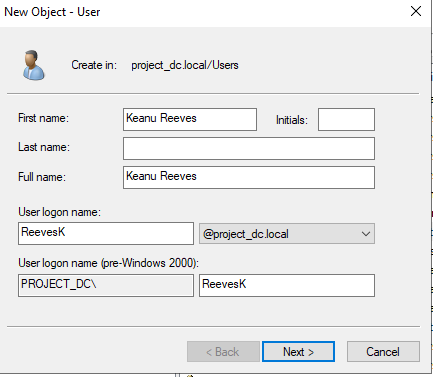 New Object - User
Create in: project_dc.local/Users
First name: Keanu Reeves Initials:
Last name:
Full name: Keanu Reeves
User logon name:
ReevesK @project_dc.local
User logon name (pre-Windows 2000):
PROJECT_DC\ ReevesK
< Back Next > Cancel